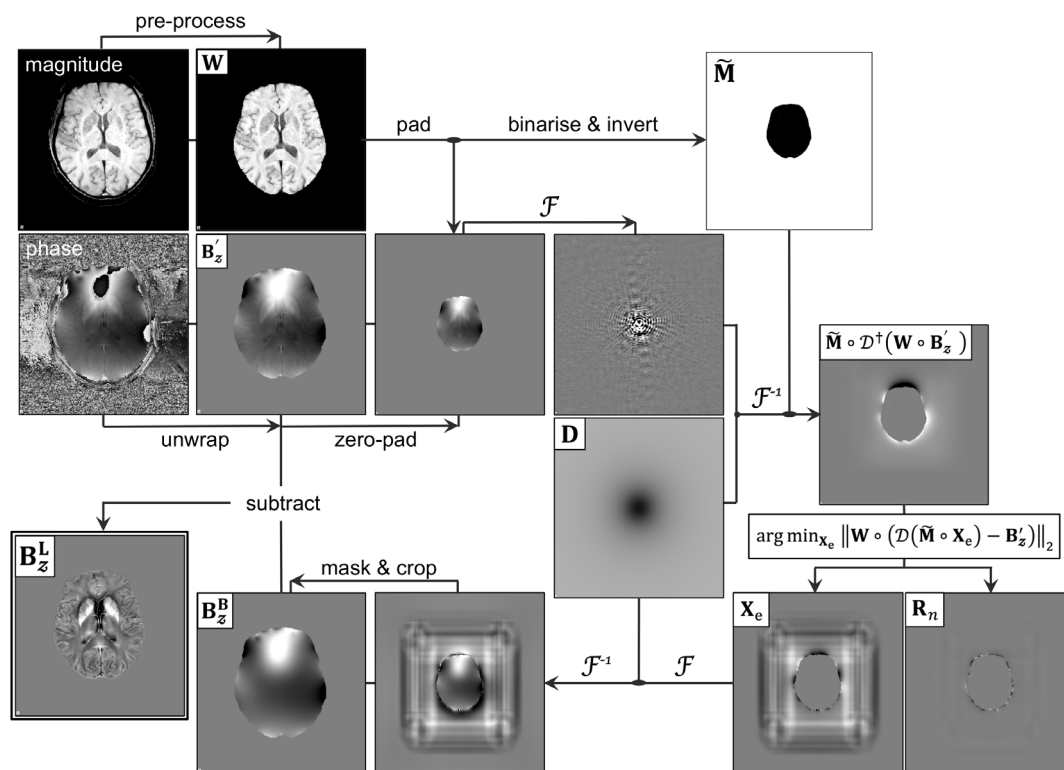 pre-process
magnitude
W
M̃
pad
binarise & invert
ℱ
phase
B′z
M̃ ∘ 𝒟†(W ∘ B′z)
ℱ-1
unwrap
zero-pad
D
subtract
arg minXe ‖W ∘ (𝒟(M̃ ∘ Xe) − B′z)‖2
BLz
mask & crop
BBz
Xe
Rn
ℱ-1
ℱ